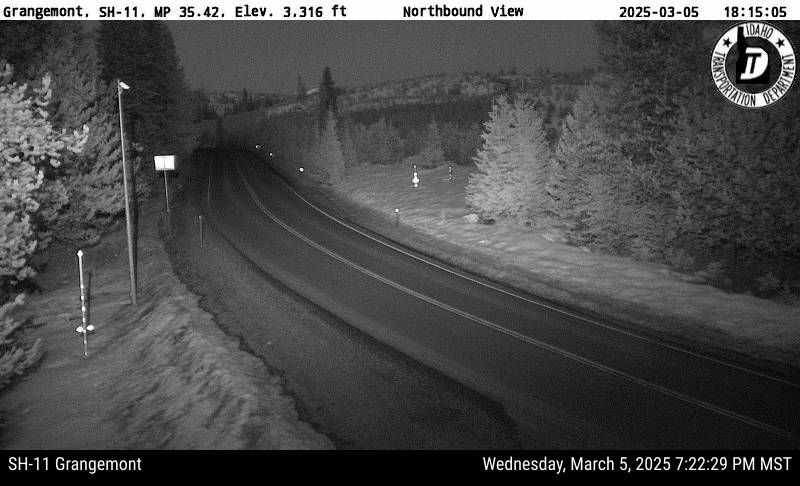 Grangemont, SH-11, MP 35.42, Elev. 3,316 ft Northbound View 2025-03-05 18:15:05
IDAHO
TRANSPORTATION DEPARTMENT
SH-11 Grangemont Wednesday, March 5, 2025 7:22:29 PM MST